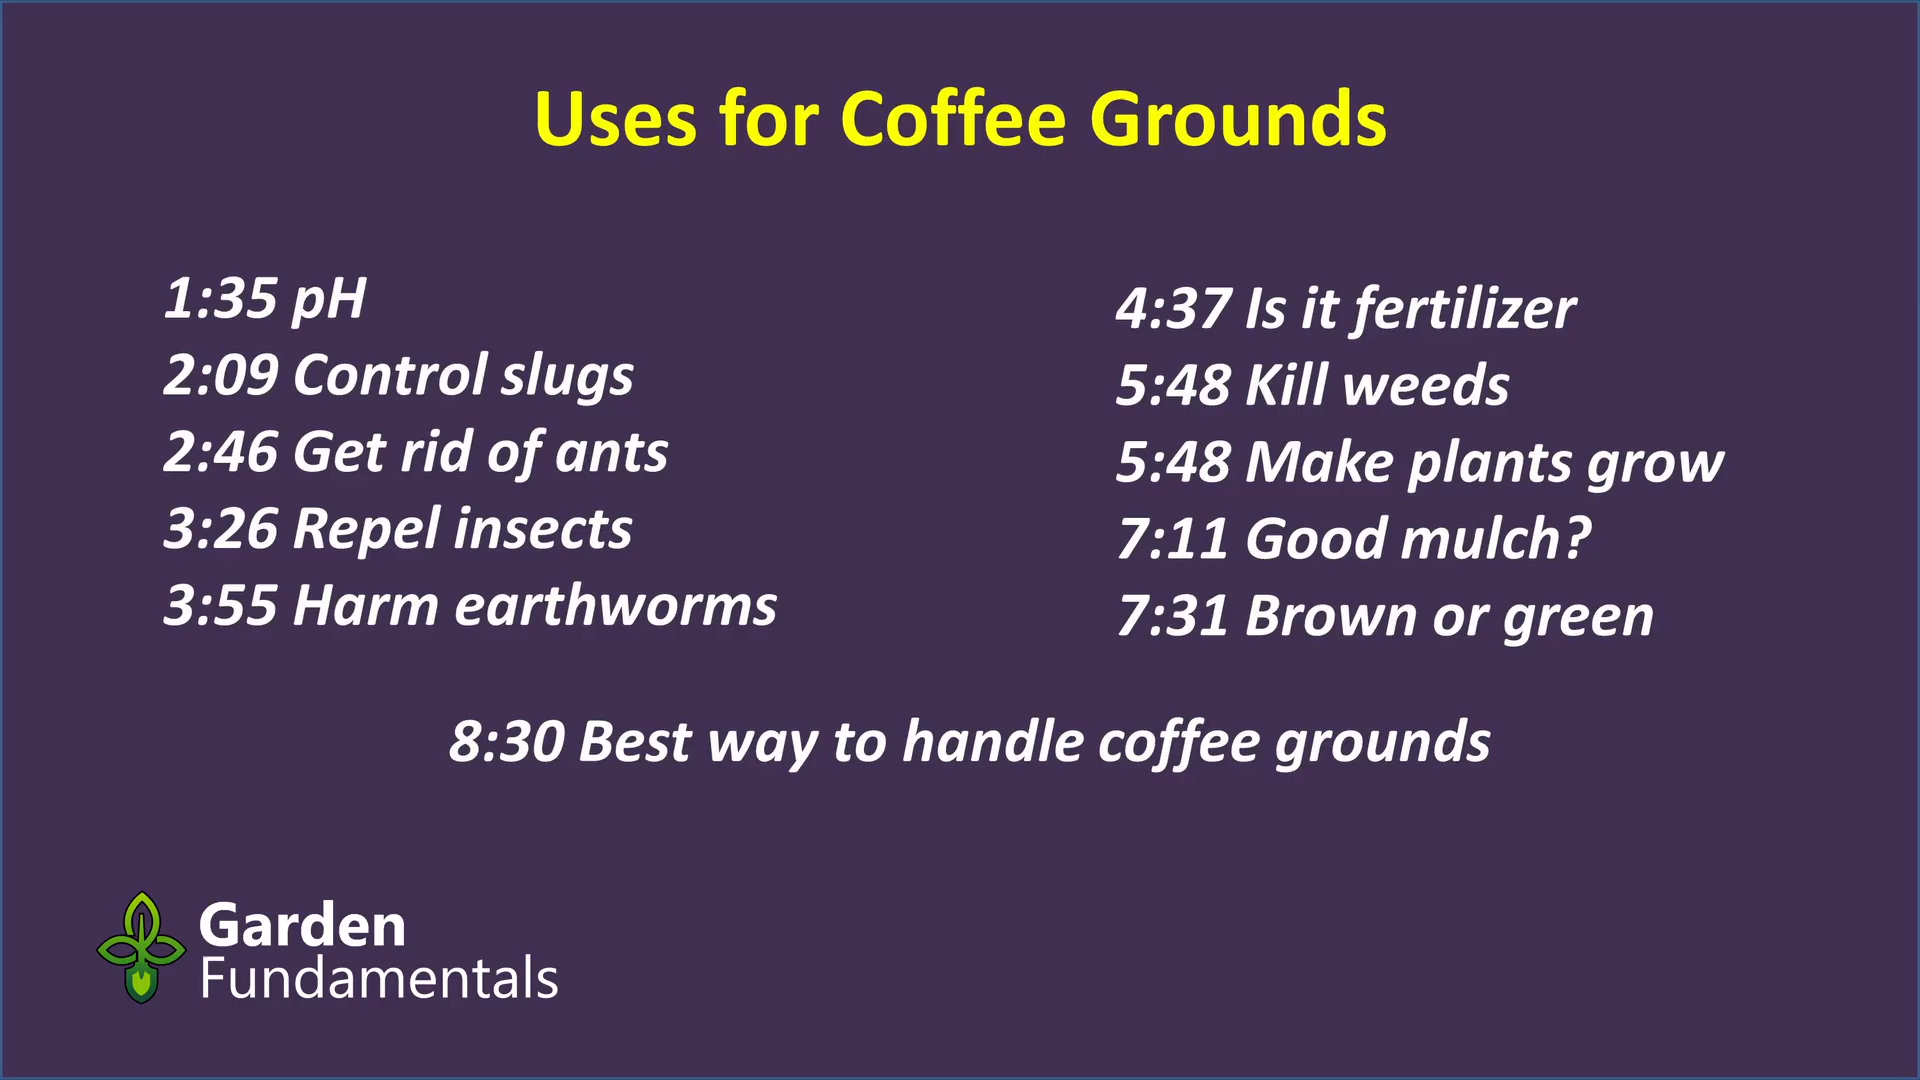 Uses for Coffee Grounds
1:35 pH
2:09 Control slugs
2:46 Get rid of ants
3:26 Repel insects
3:55 Harm earthworms
4:37 Is it fertilizer
5:48 Kill weeds
5:48 Make plants grow
7:11 Good mulch?
7:31 Brown or green
8:30 Best way to handle coffee grounds
Garden
Fundamentals